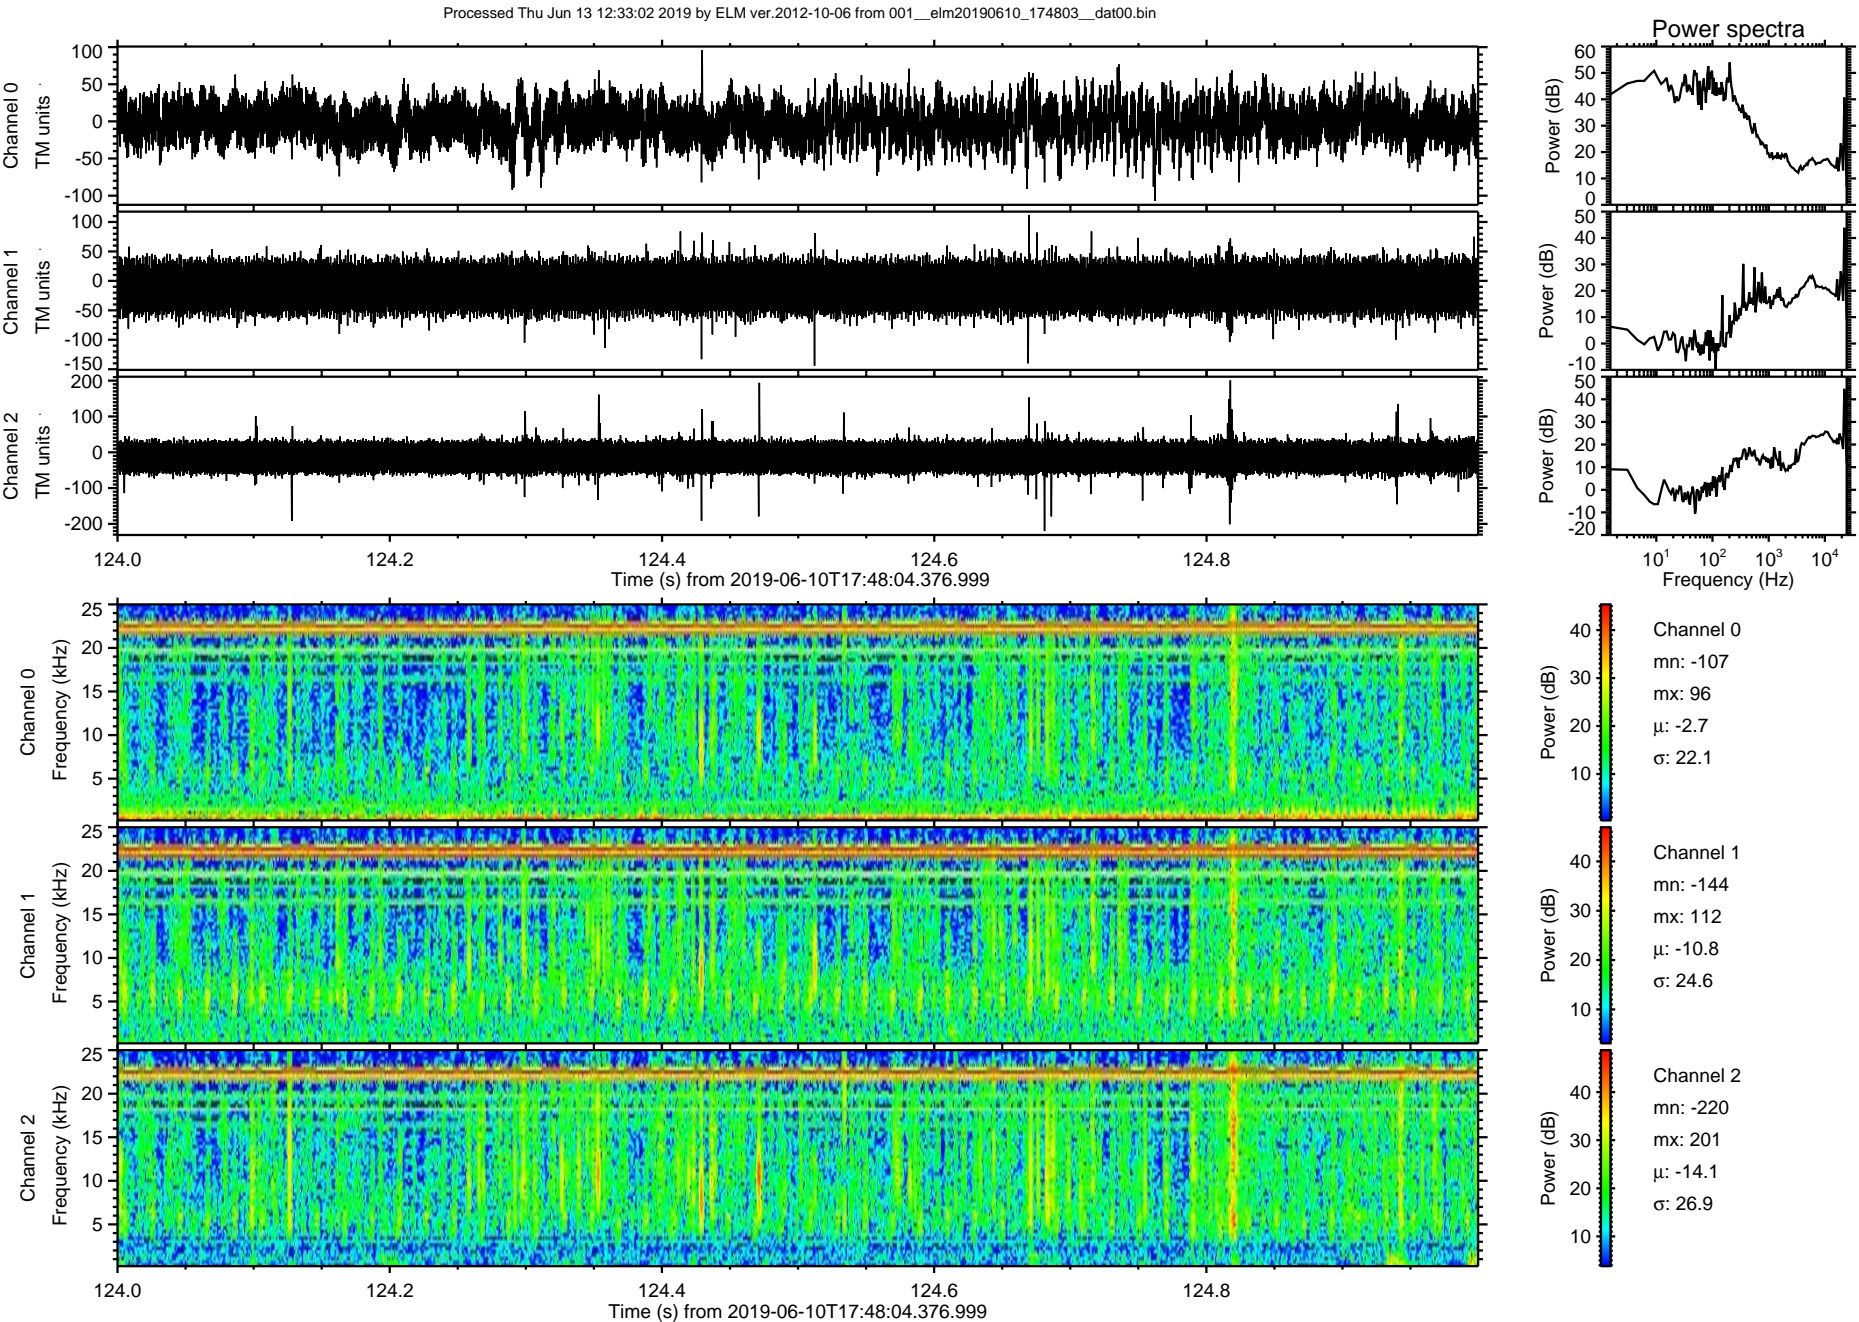 Processed Thu Jun 13 12:33:02 2019 by ELM ver.2012-10-06 from 001__elm20190610_174803__dat00.bin
Power spectra
Channel 0
TM units
100
50
0
-50
-100
Power (dB)
60
50
40
30
20
10
0
Channel 1
TM units
100
50
0
-50
-100
-150
Power (dB)
50
40
30
20
10
0
-10
Channel 2
TM units
200
100
0
-100
-200
Power (dB)
50
40
30
20
10
0
-10
-20
124.0 124.2 124.4 124.6 124.8
Time (s) from 2019-06-10T17:48:04.376.999
10¹ 10² 10³ 10⁴
Frequency (Hz)
Channel 0
Frequency (kHz)
25
20
15
10
5
Power (dB)
40
30
20
10
Channel 0
mn: -107
mx: 96
μ: -2.7
σ: 22.1
Channel 1
Frequency (kHz)
25
20
15
10
5
Power (dB)
40
30
20
10
Channel 1
mn: -144
mx: 112
μ: -10.8
σ: 24.6
Channel 2
Frequency (kHz)
25
20
15
10
5
Power (dB)
40
30
20
10
Channel 2
mn: -220
mx: 201
μ: -14.1
σ: 26.9
124.0 124.2 124.4 124.6 124.8
Time (s) from 2019-06-10T17:48:04.376.999